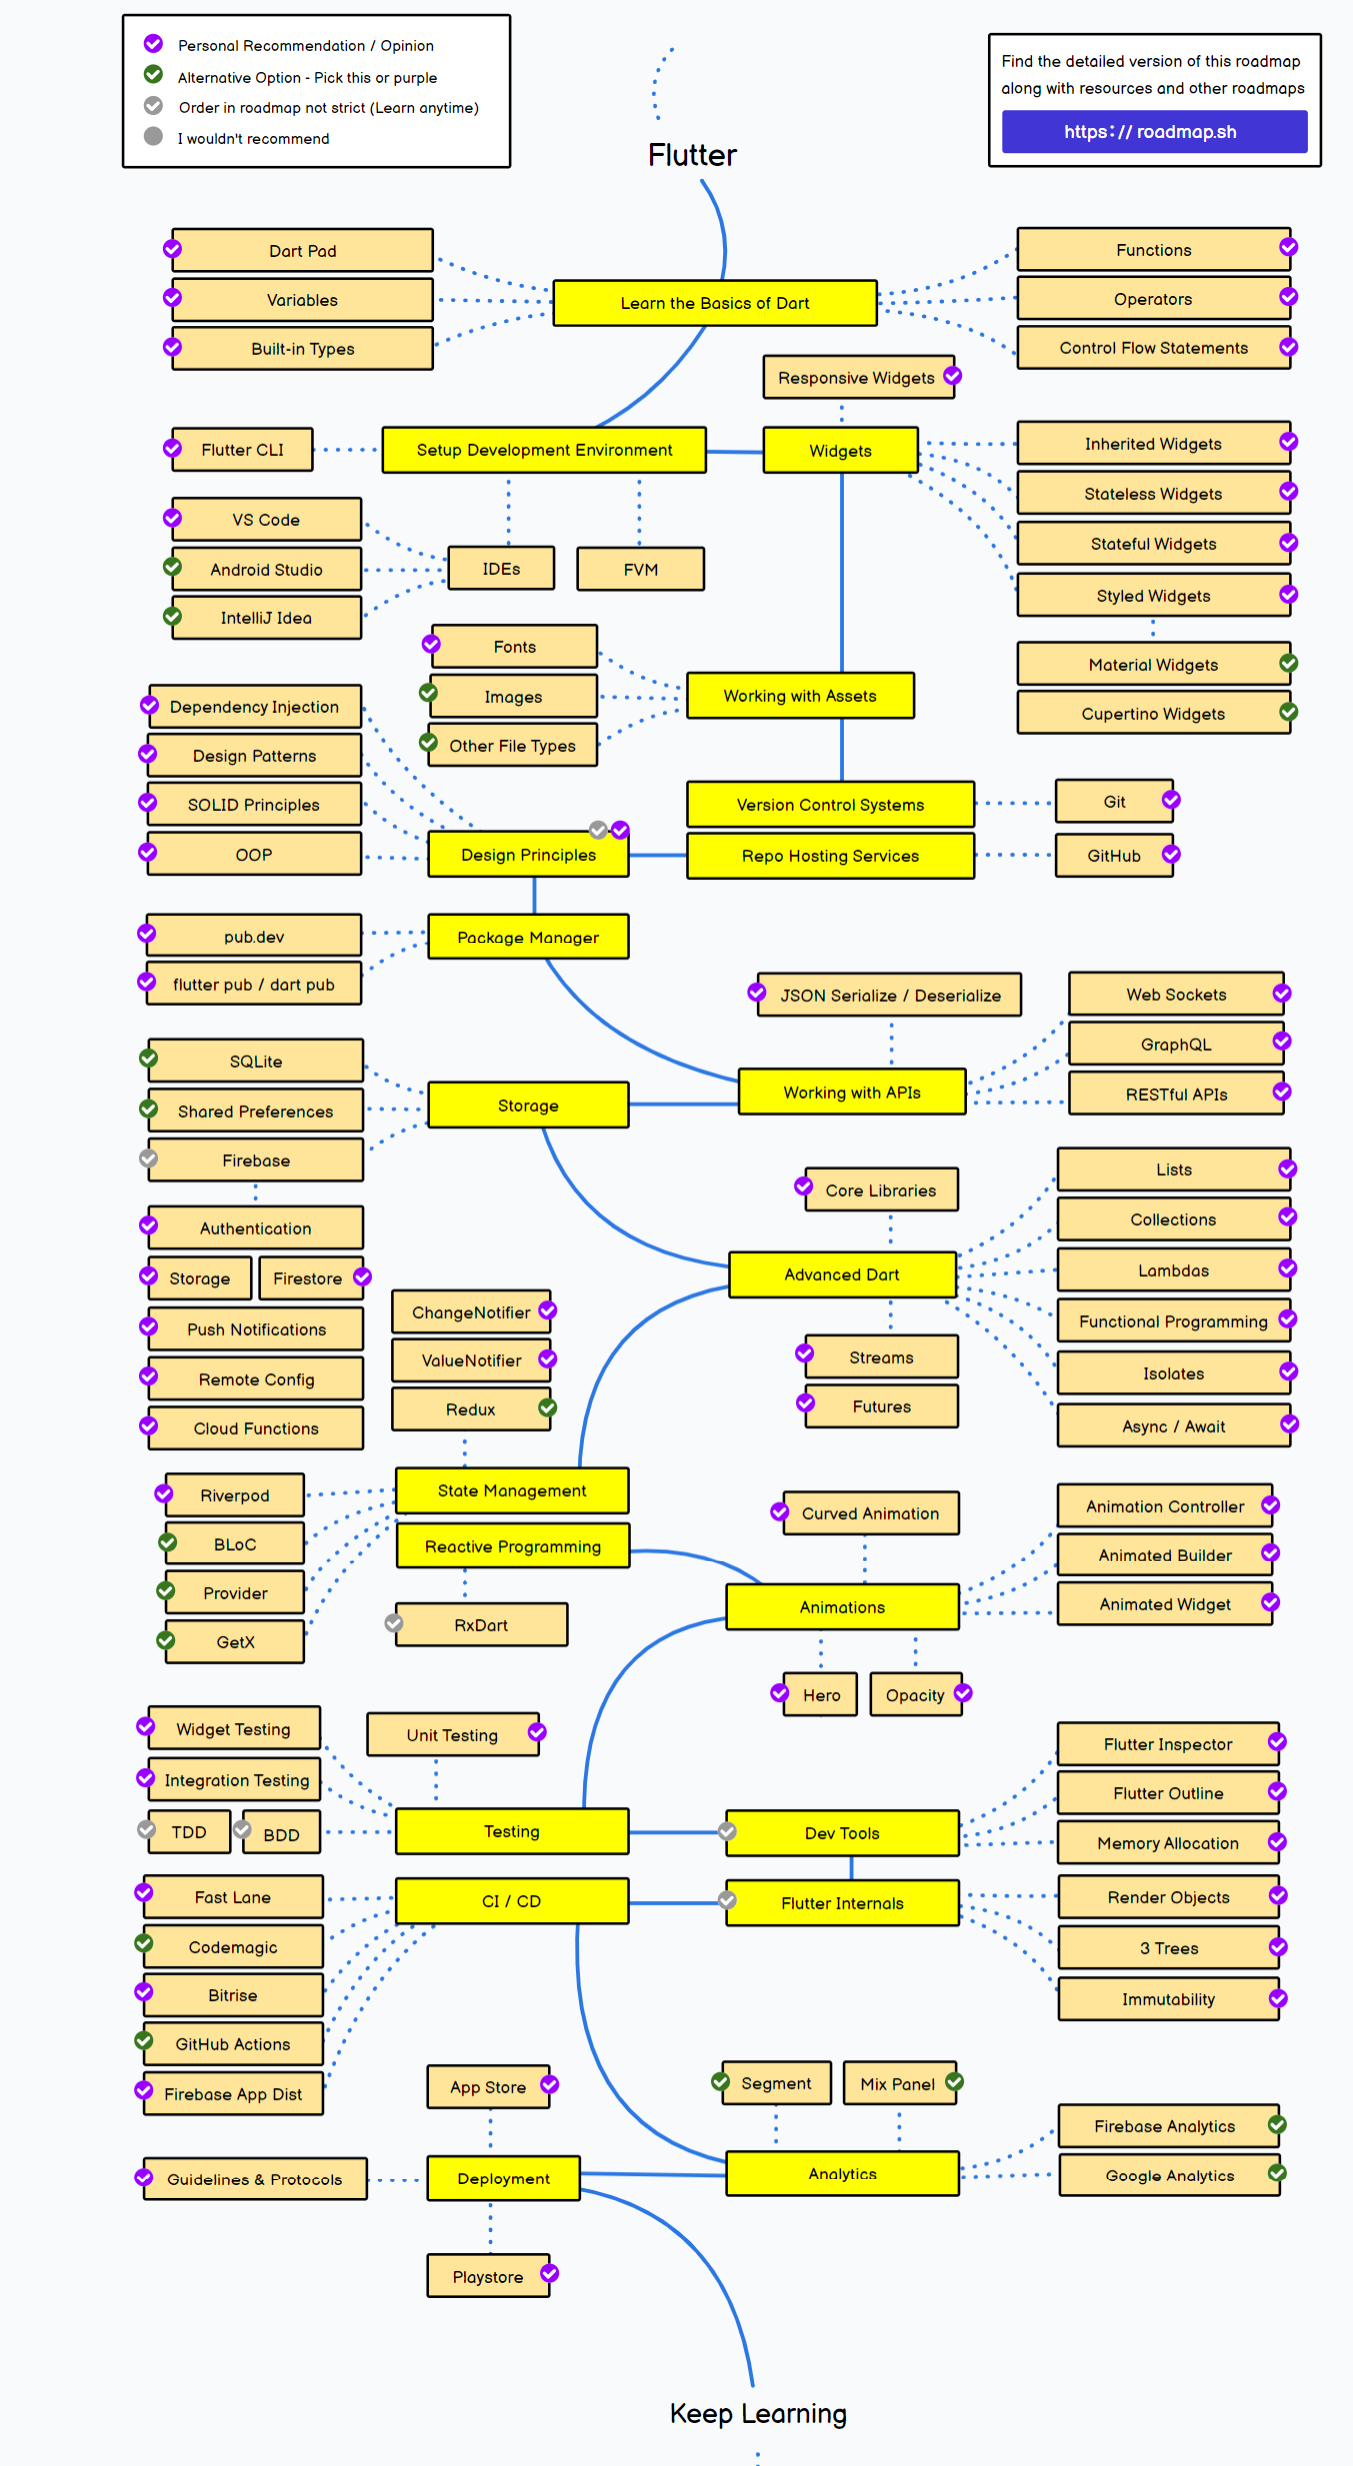 Personal Recommendation / Opinion
Alternative Option - Pick this or purple
Order in roadmap not strict (Learn anytime)
I wouldn't recommend
Find the detailed version of this roadmap
along with resources and other roadmaps
https://roadmap.sh
Flutter
Dart Pad
Variables
Built-in Types
Learn the Basics of Dart
Functions
Operators
Control Flow Statements
Responsive Widgets
Flutter CLI
Setup Development Environment
Widgets
Inherited Widgets
Stateless Widgets
Stateful Widgets
Styled Widgets
Material Widgets
Cupertino Widgets
VS Code
Android Studio
IntelliJ Idea
IDEs
FVM
Fonts
Images
Other File Types
Working with Assets
Dependency Injection
Design Patterns
SOLID Principles
OOP
Design Principles
Version Control Systems
Repo Hosting Services
Git
GitHub
pub.dev
flutter pub / dart pub
Package Manager
JSON Serialize / Deserialize
Web Sockets
GraphQL
RESTful APIs
Working with APIs
Storage
SQLite
Shared Preferences
Firebase
Authentication
Storage
Firestore
Push Notifications
Remote Config
Cloud Functions
Core Libraries
Advanced Dart
Lists
Collections
Lambdas
Functional Programming
Isolates
Async / Await
Streams
Futures
ChangeNotifier
ValueNotifier
Redux
State Management
Reactive Programming
Riverpod
BLoC
Provider
GetX
RxDart
Curved Animation
Animations
Animation Controller
Animated Builder
Animated Widget
Hero
Opacity
Widget Testing
Integration Testing
TDD
BDD
Unit Testing
Testing
Dev Tools
Flutter Inspector
Flutter Outline
Memory Allocation
Fast Lane
Codemagic
Bitrise
GitHub Actions
Firebase App Dist
CI / CD
Flutter Internals
Render Objects
3 Trees
Immutability
App Store
Segment
Mix Panel
Firebase Analytics
Google Analytics
Guidelines & Protocols
Deployment
Analytics
Playstore
Keep Learning